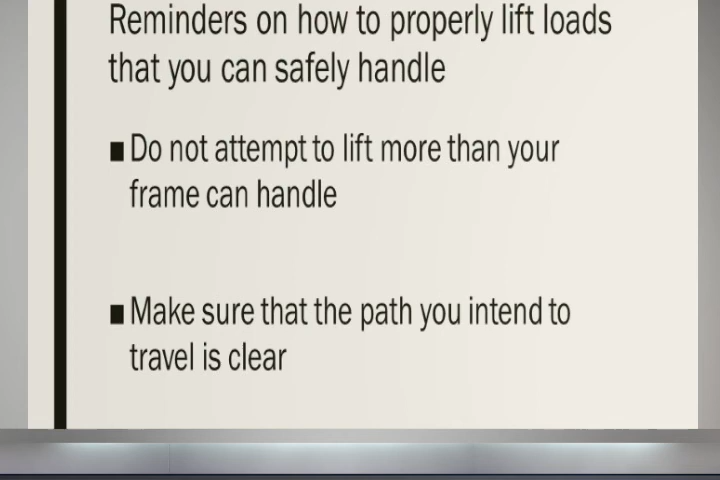 Reminders on how to properly lift loads
that you can safely handle
■ Do not attempt to lift more than your
frame can handle
■ Make sure that the path you intend to
travel is clear